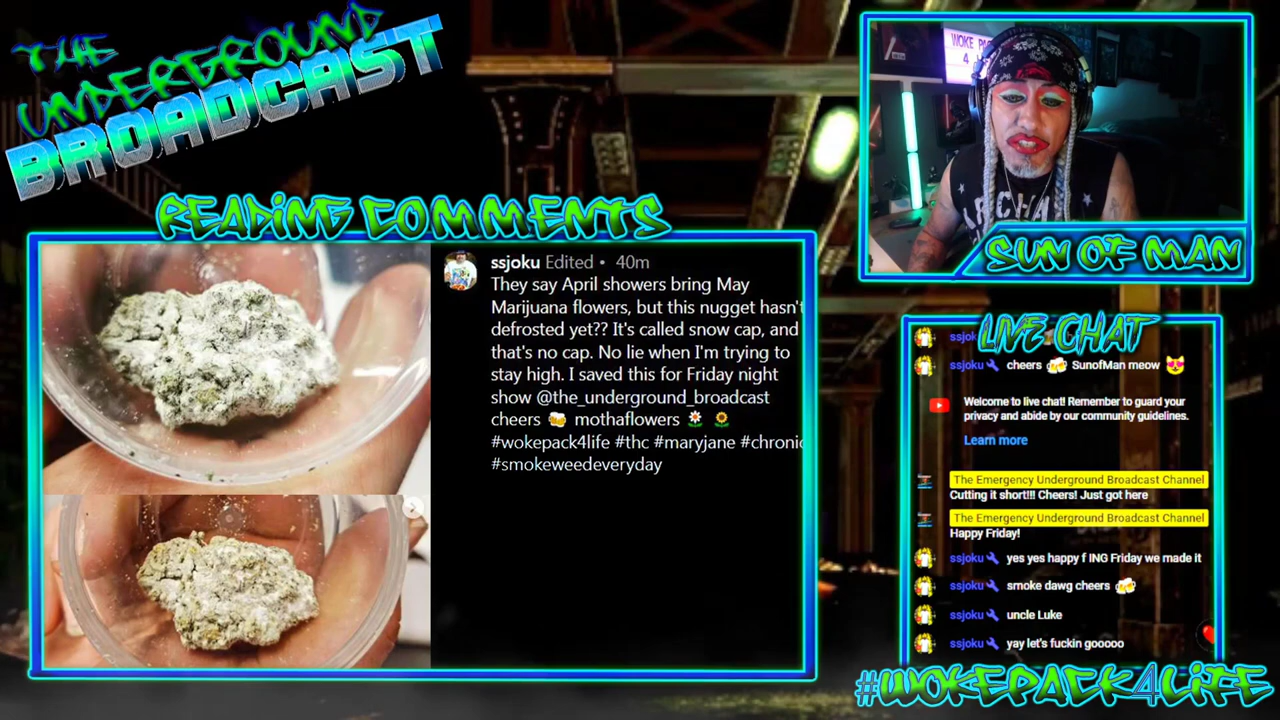 THE
UNDERGROUND
BROADCAST
READING COMMENTS
ssjoku Edited • 40m
They say April showers bring May
Marijuana flowers, but this nugget hasn't
defrosted yet?? It's called snow cap, and
that's no cap. No lie when I'm trying to
stay high. I saved this for Friday night
show @the_underground_broadcast
cheers 🍻 mothaflowers 🌼 🌻
#wokepack4life #thc #maryjane #chronic
#smokeweedeveryday
WOKE PAC
4
SUN OF MAN
LIVE CHAT
ssjok
ssjoku cheers 🍻 SunofMan meow 😻
Welcome to live chat! Remember to guard your
privacy and abide by our community guidelines.
Learn more
The Emergency Underground Broadcast Channel
Cutting it short!!! Cheers! Just got here
The Emergency Underground Broadcast Channel
Happy Friday!
ssjoku yes yes happy f ING Friday we made it
ssjoku smoke dawg cheers 🍻
ssjoku uncle Luke
ssjoku yay let's fuckin gooooo
#WOKEPACK4LIFE